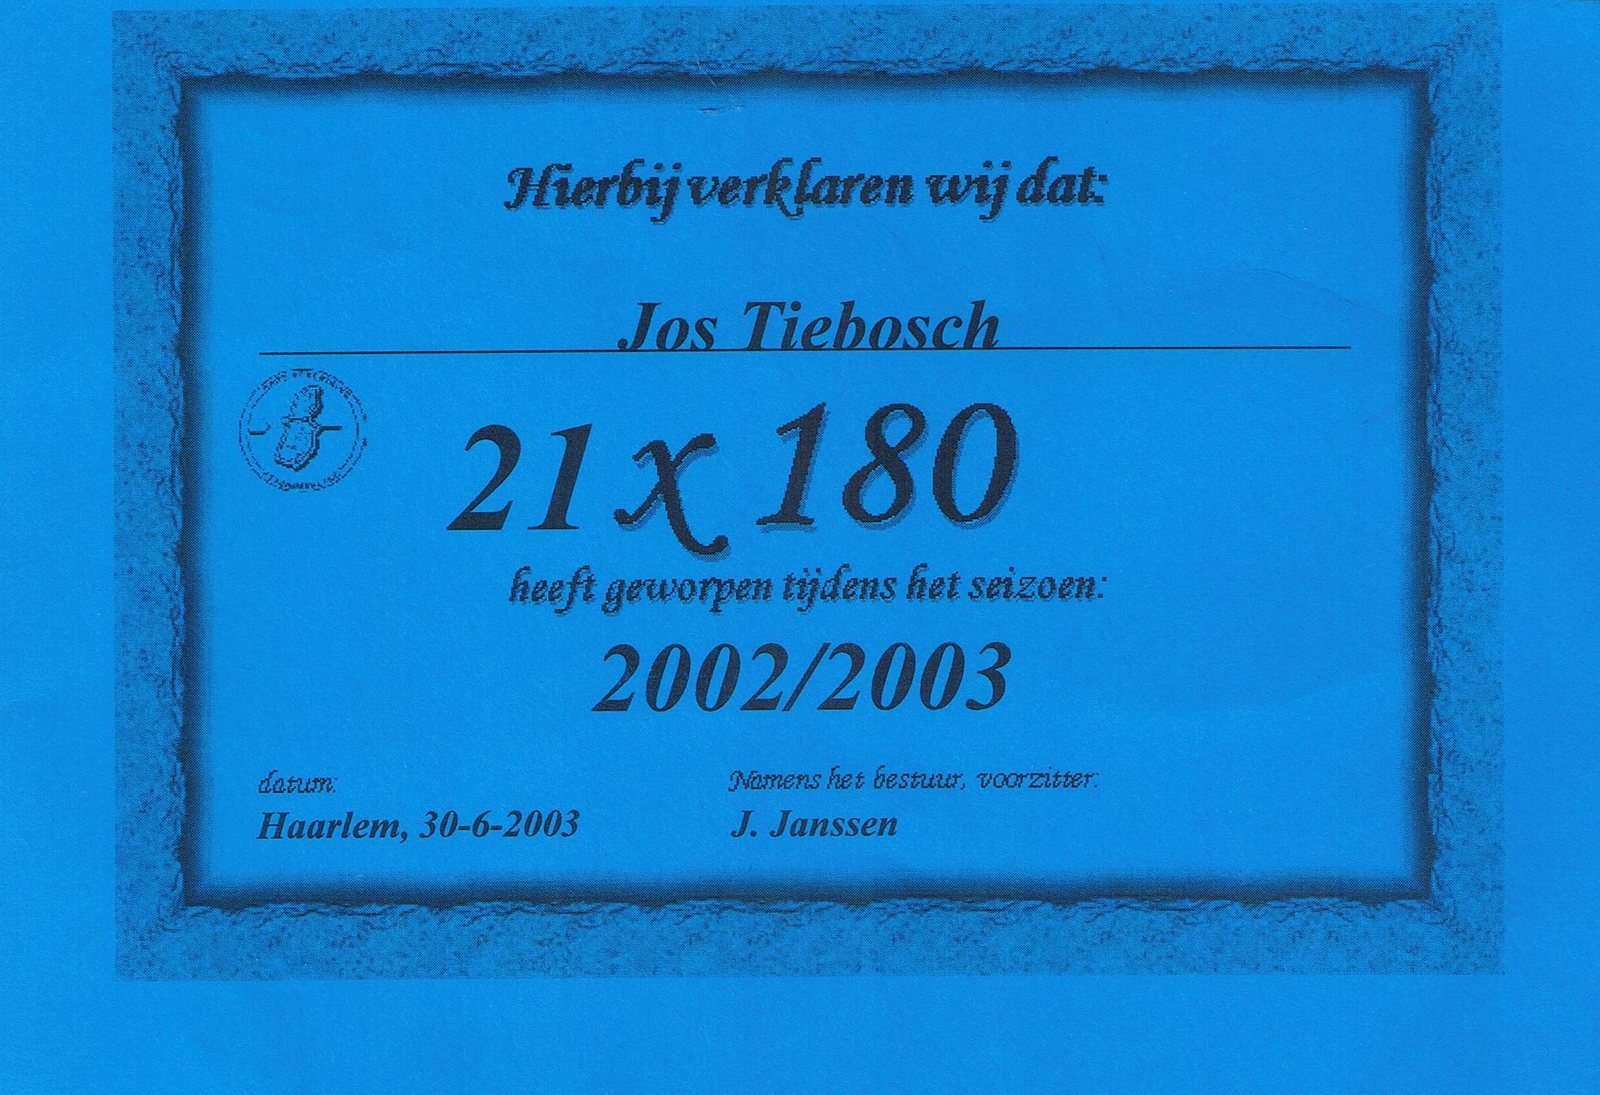 Hierbij verklaren wij dat:
Jos Tiebosch
21 x 180
heeft geworpen tijdens het seizoen:
2002/2003
datum:
Namens het bestuur, voorzitter:
Haarlem, 30-6-2003
J. Janssen